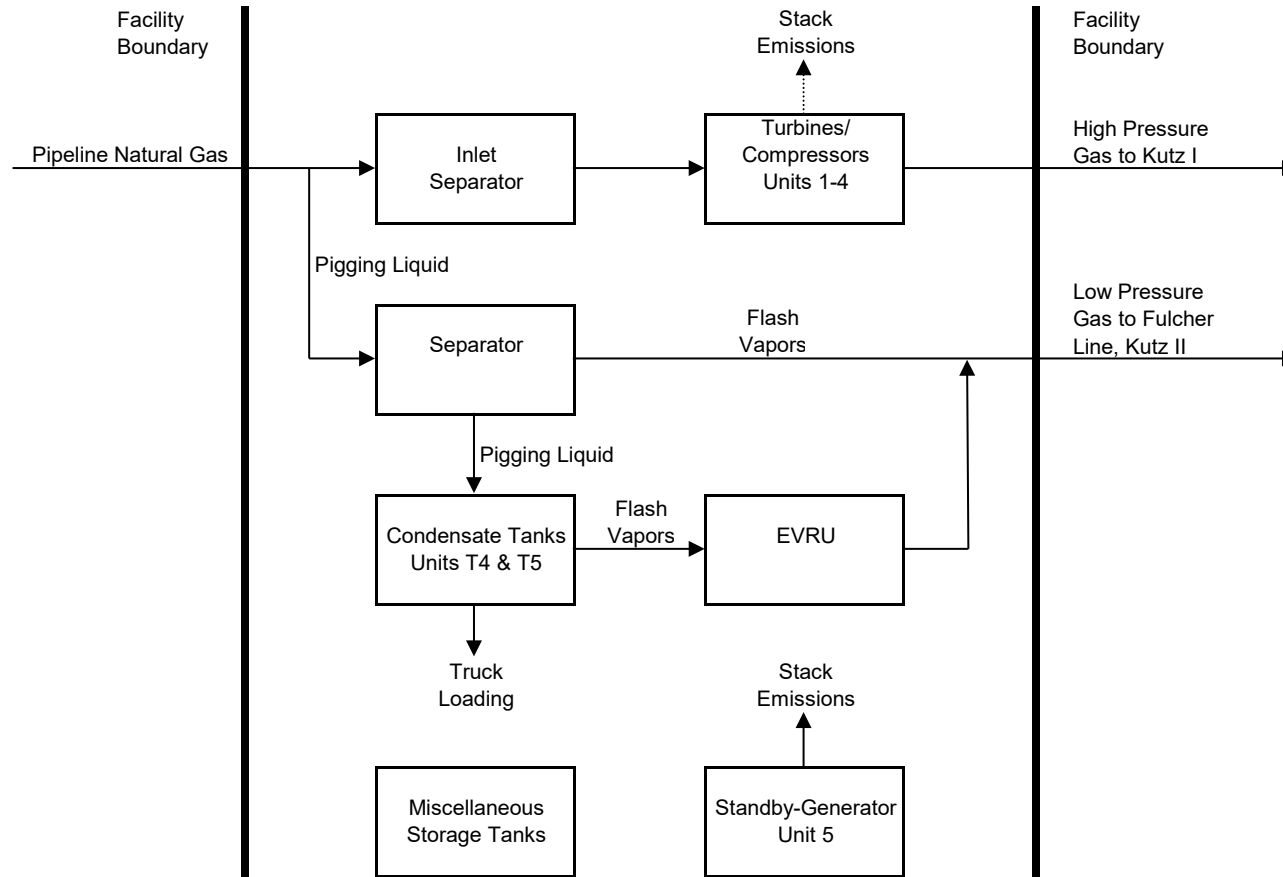 Facility
Boundary
Stack
Emissions
Facility
Boundary
Pipeline Natural Gas
Inlet
Separator
Turbines/
Compressors
Units 1-4
High Pressure
Gas to Kutz I
Pigging Liquid
Separator
Flash
Vapors
Low Pressure
Gas to Fulcher
Line, Kutz II
Pigging Liquid
Condensate Tanks
Units T4 & T5
Flash
Vapors
EVRU
Truck
Loading
Stack
Emissions
Miscellaneous
Storage Tanks
Standby-Generator
Unit 5